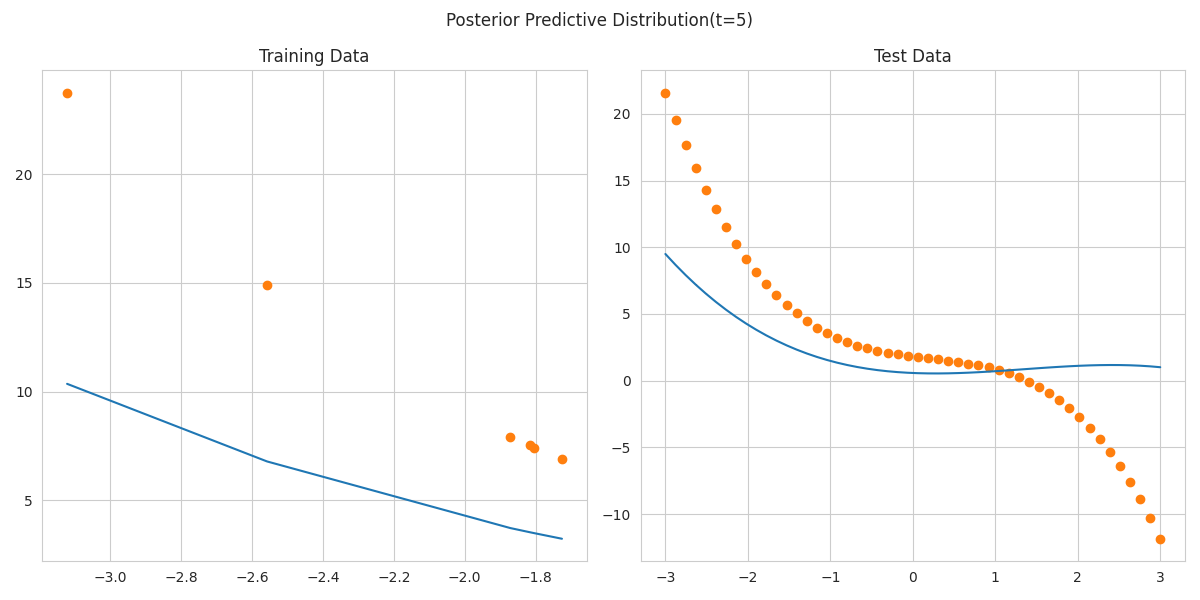 Posterior Predictive Distribution(t=5)
Training Data
20
15
10
5
−3.0 −2.8 −2.6 −2.4 −2.2 −2.0 −1.8
Test Data
20
15
10
5
0
−5
−10
−3 −2 −1 0 1 2 3